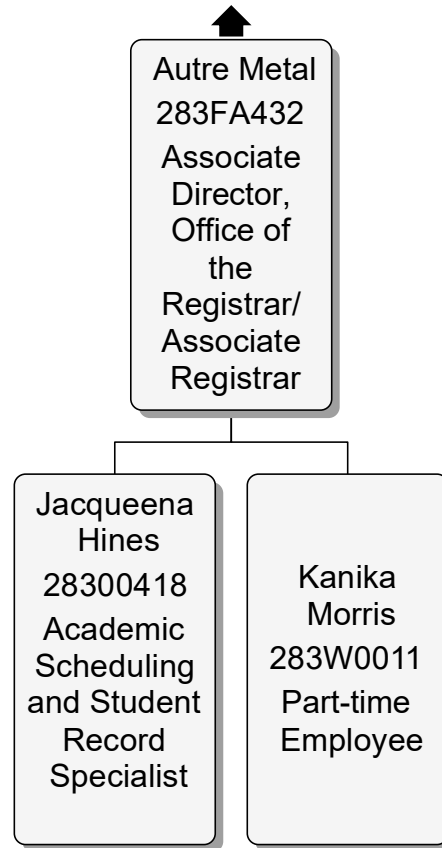 Autre Metal
283FA432
Associate
Director,
Office of
the
Registrar/
Associate
Registrar
Jacqueena
Hines
28300418
Academic
Scheduling
and Student
Record
Specialist
Kanika
Morris
283W0011
Part-time
Employee